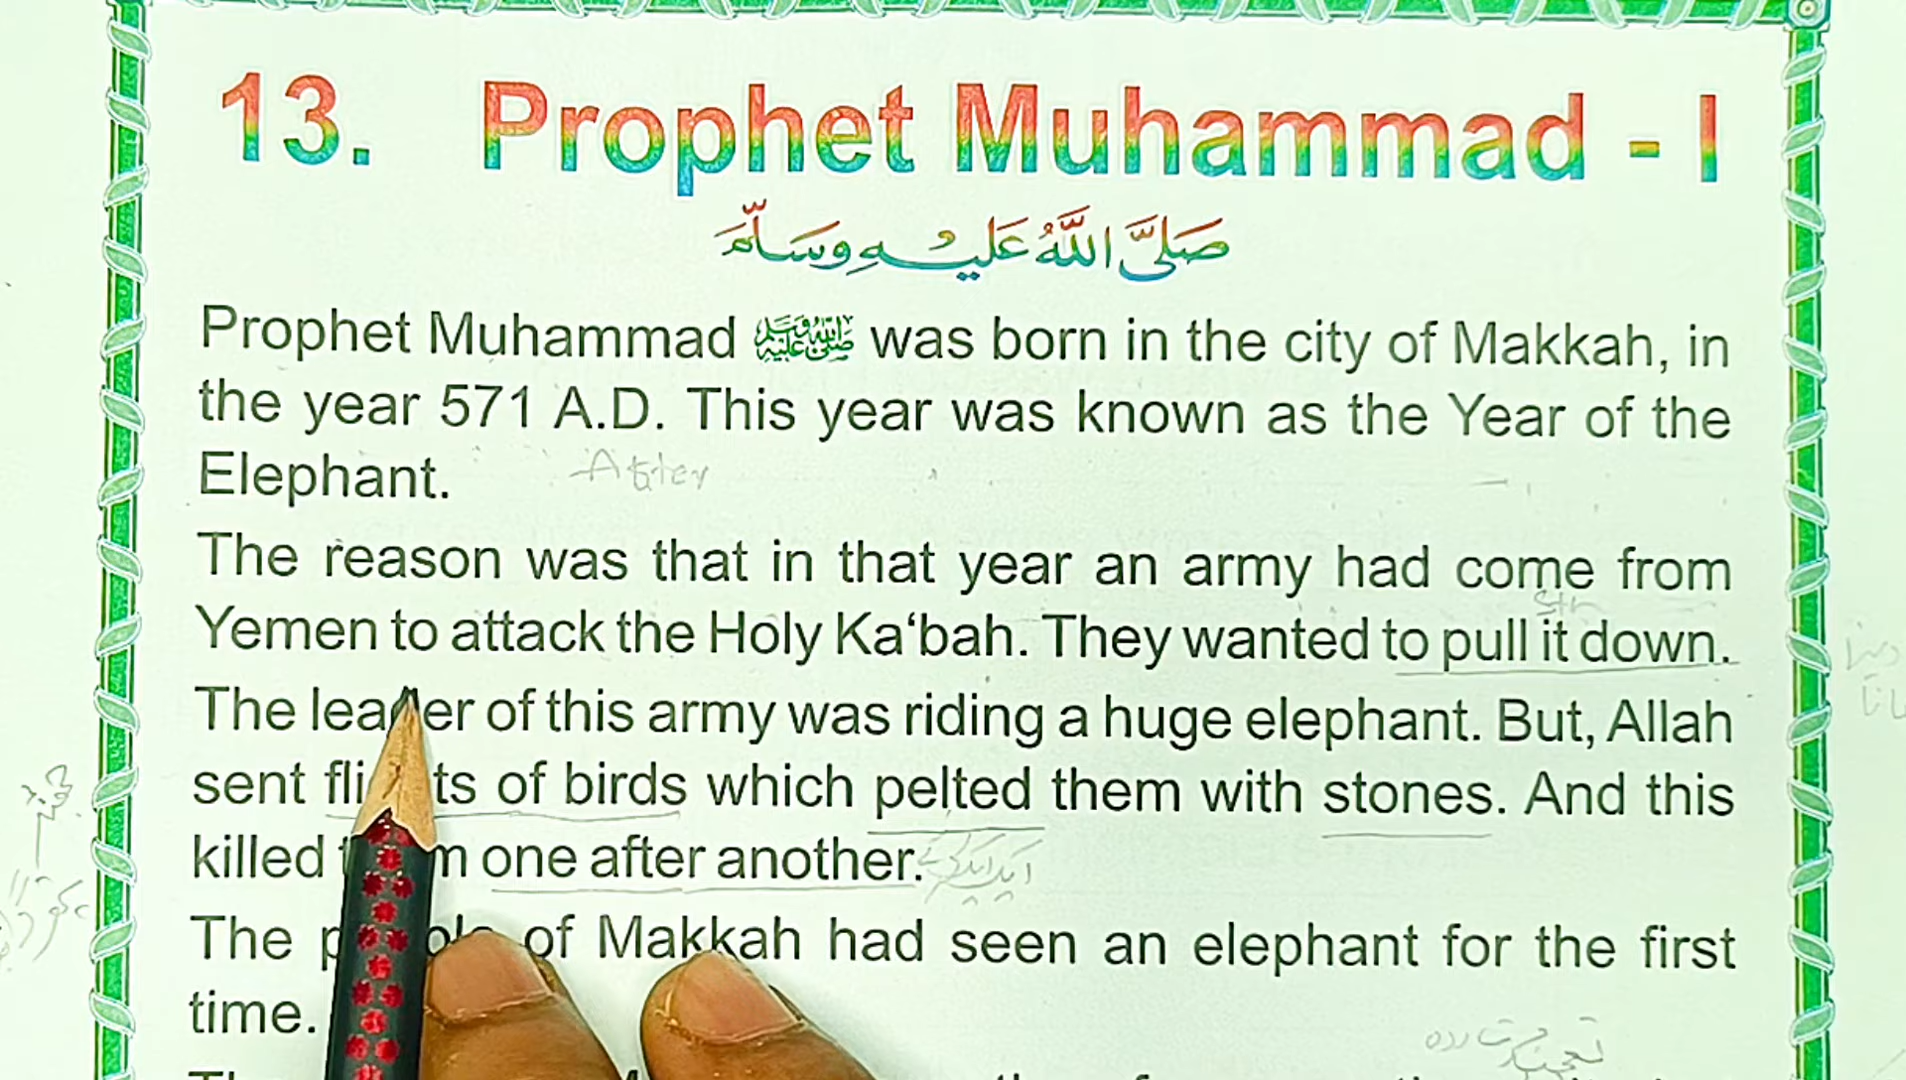 13. Prophet Muhammad - I
صَلَّى اللَّهُ عَلَيْهِ وَسَلَّمَ
Prophet Muhammad ﷺ was born in the city of Makkah, in
the year 571 A.D. This year was known as the Year of the
Elephant.
The reason was that in that year an army had come from
Yemen to attack the Holy Ka‘bah. They wanted to pull it down.
The leader of this army was riding a huge elephant. But, Allah
sent flights of birds which pelted them with stones. And this
killed them one after another.
The people of Makkah had seen an elephant for the first
time.